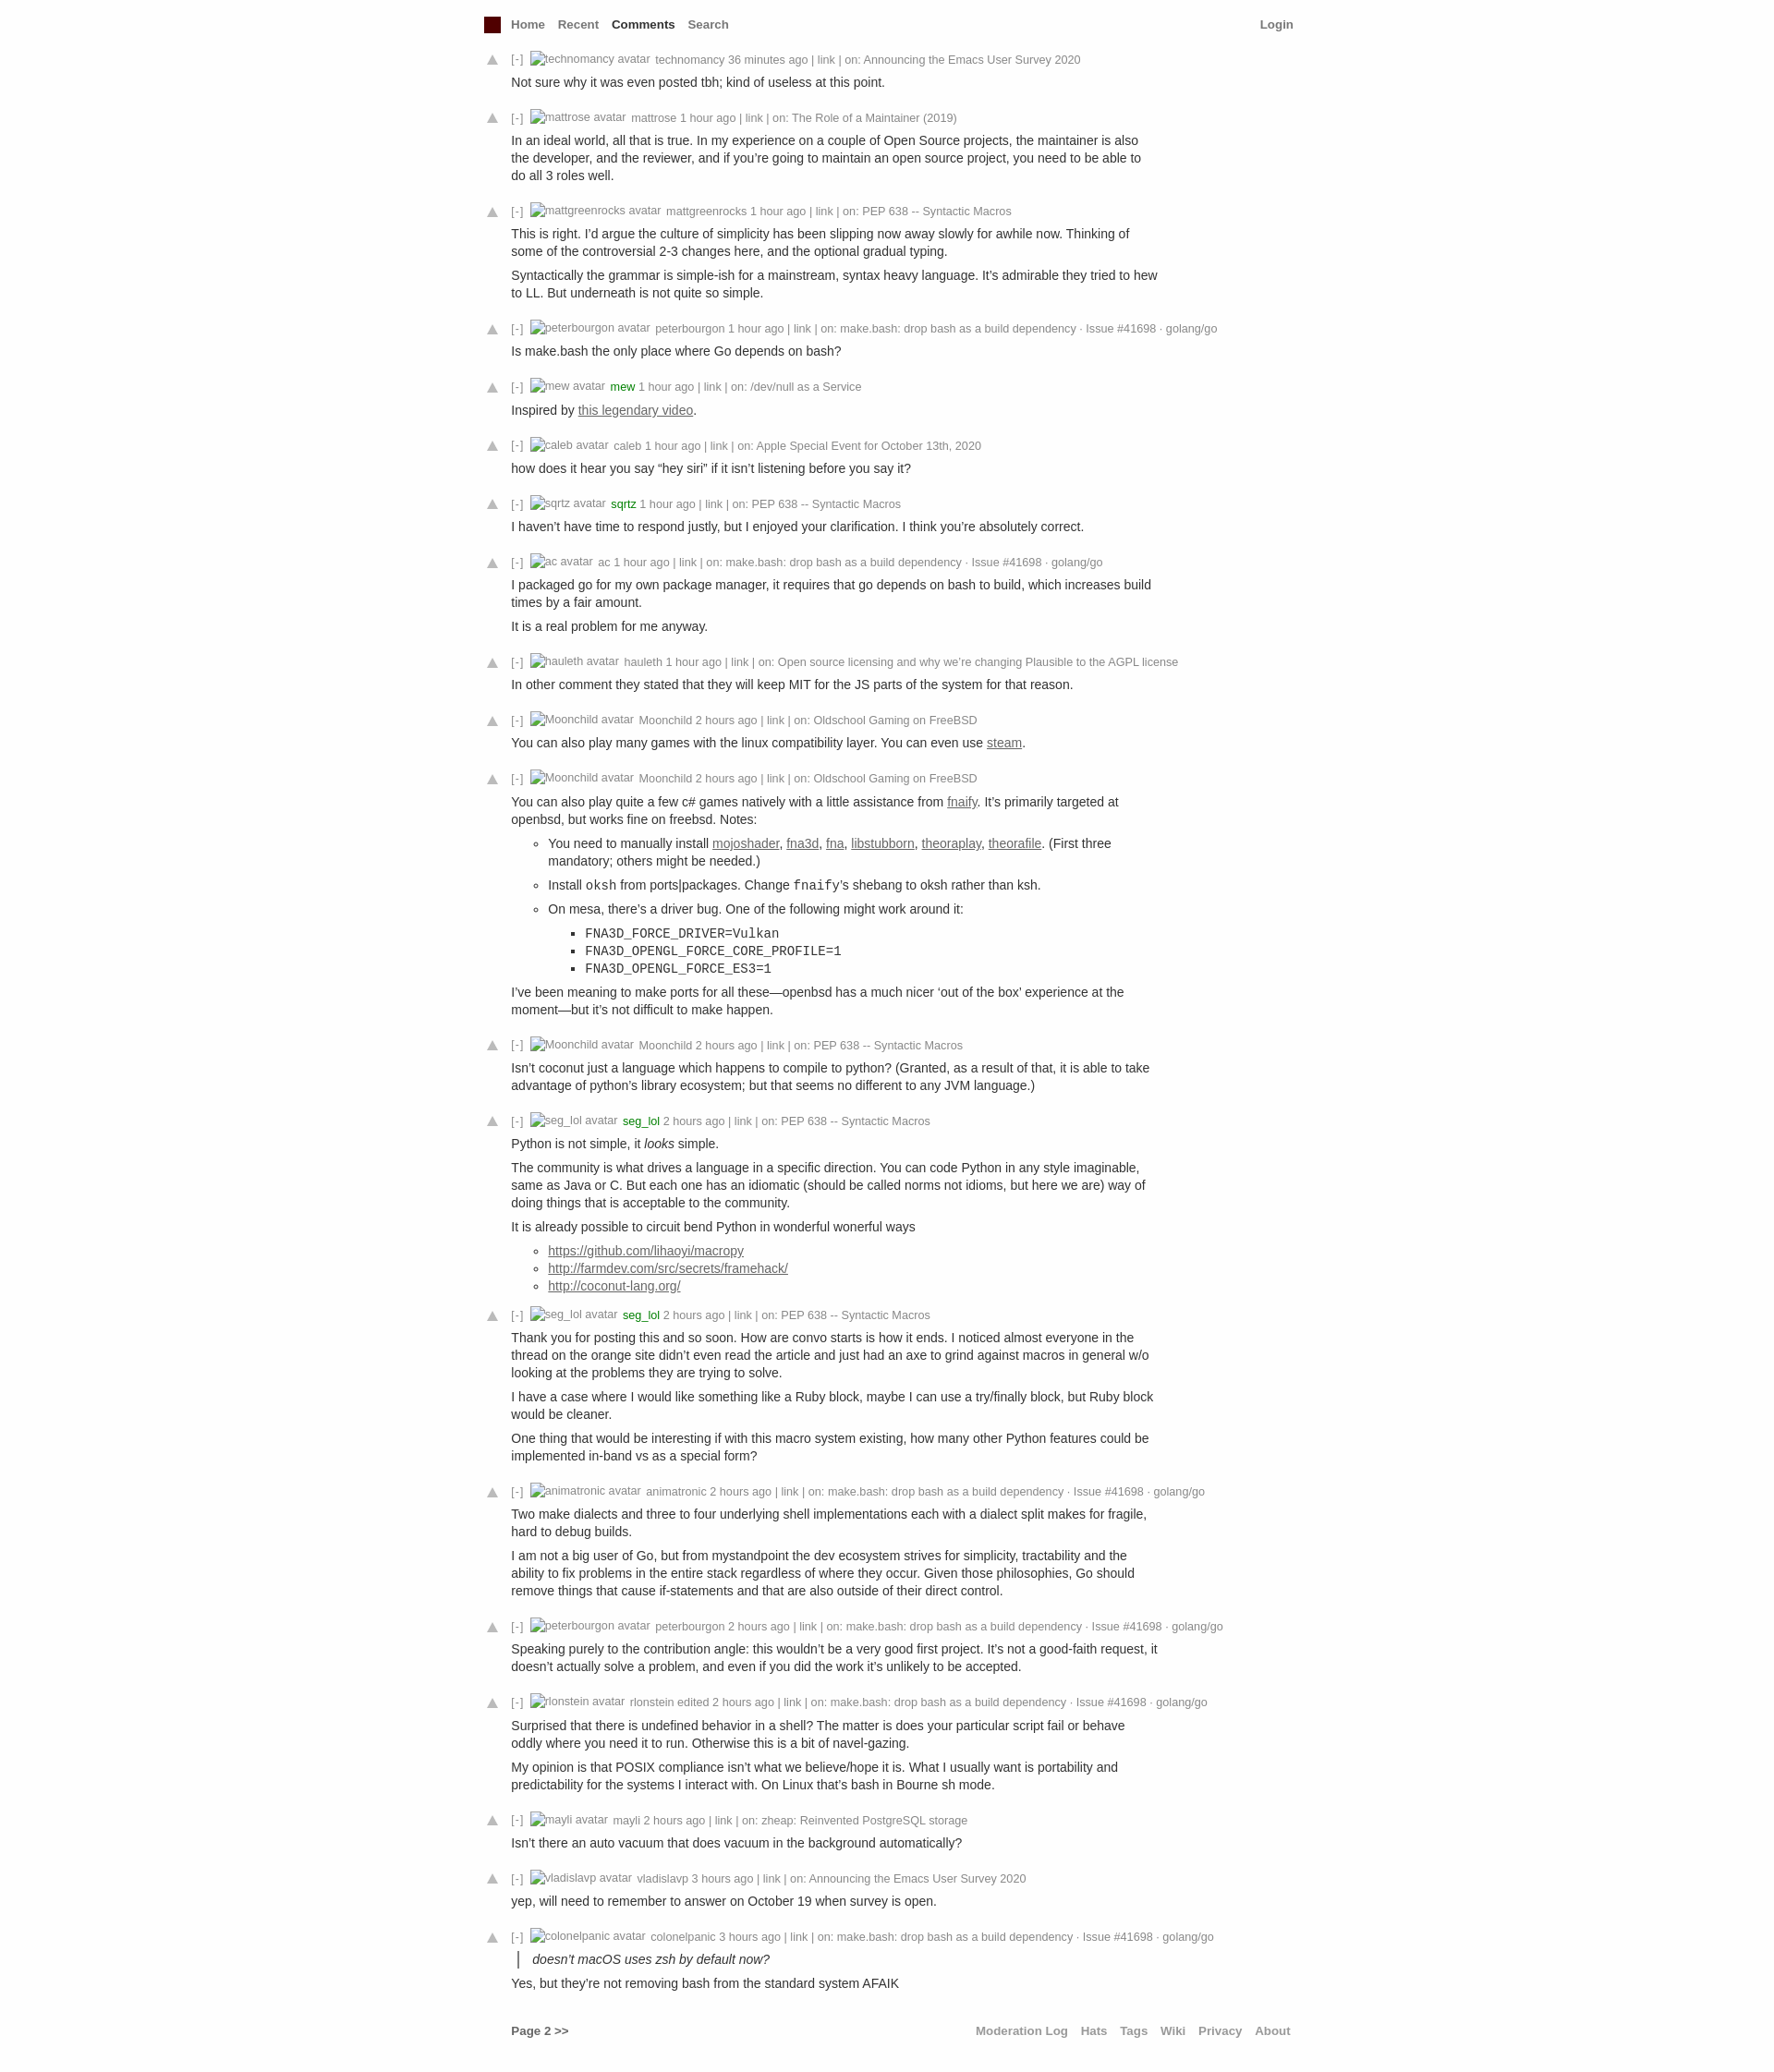 Home Recent Comments Search Login
[-] technomancy avatar technomancy 36 minutes ago | link | on: Announcing the Emacs User Survey 2020
Not sure why it was even posted tbh; kind of useless at this point.
[-] mattrose avatar mattrose 1 hour ago | link | on: The Role of a Maintainer (2019)
In an ideal world, all that is true. In my experience on a couple of Open Source projects, the maintainer is also
the developer, and the reviewer, and if you’re going to maintain an open source project, you need to be able to
do all 3 roles well.
[-] mattgreenrocks avatar mattgreenrocks 1 hour ago | link | on: PEP 638 -- Syntactic Macros
This is right. I’d argue the culture of simplicity has been slipping now away slowly for awhile now. Thinking of
some of the controversial 2-3 changes here, and the optional gradual typing.
Syntactically the grammar is simple-ish for a mainstream, syntax heavy language. It’s admirable they tried to hew
to LL. But underneath is not quite so simple.
[-] peterbourgon avatar peterbourgon 1 hour ago | link | on: make.bash: drop bash as a build dependency · Issue #41698 · golang/go
Is make.bash the only place where Go depends on bash?
[-] mew avatar mew 1 hour ago | link | on: /dev/null as a Service
Inspired by this legendary video.
[-] caleb avatar caleb 1 hour ago | link | on: Apple Special Event for October 13th, 2020
how does it hear you say “hey siri” if it isn’t listening before you say it?
[-] sqrtz avatar sqrtz 1 hour ago | link | on: PEP 638 -- Syntactic Macros
I haven’t have time to respond justly, but I enjoyed your clarification. I think you’re absolutely correct.
[-] ac avatar ac 1 hour ago | link | on: make.bash: drop bash as a build dependency · Issue #41698 · golang/go
I packaged go for my own package manager, it requires that go depends on bash to build, which increases build
times by a fair amount.
It is a real problem for me anyway.
[-] hauleth avatar hauleth 1 hour ago | link | on: Open source licensing and why we’re changing Plausible to the AGPL license
In other comment they stated that they will keep MIT for the JS parts of the system for that reason.
[-] Moonchild avatar Moonchild 2 hours ago | link | on: Oldschool Gaming on FreeBSD
You can also play many games with the linux compatibility layer. You can even use steam.
[-] Moonchild avatar Moonchild 2 hours ago | link | on: Oldschool Gaming on FreeBSD
You can also play quite a few c# games natively with a little assistance from fnaify. It’s primarily targeted at
openbsd, but works fine on freebsd. Notes:
You need to manually install mojoshader, fna3d, fna, libstubborn, theoraplay, theorafile. (First three
mandatory; others might be needed.)
Install oksh from ports|packages. Change fnaify’s shebang to oksh rather than ksh.
On mesa, there’s a driver bug. One of the following might work around it:
FNA3D_FORCE_DRIVER=Vulkan
FNA3D_OPENGL_FORCE_CORE_PROFILE=1
FNA3D_OPENGL_FORCE_ES3=1
I’ve been meaning to make ports for all these—openbsd has a much nicer ‘out of the box’ experience at the
moment—but it’s not difficult to make happen.
[-] Moonchild avatar Moonchild 2 hours ago | link | on: PEP 638 -- Syntactic Macros
Isn’t coconut just a language which happens to compile to python? (Granted, as a result of that, it is able to take
advantage of python’s library ecosystem; but that seems no different to any JVM language.)
[-] seg_lol avatar seg_lol 2 hours ago | link | on: PEP 638 -- Syntactic Macros
Python is not simple, it looks simple.
The community is what drives a language in a specific direction. You can code Python in any style imaginable,
same as Java or C. But each one has an idiomatic (should be called norms not idioms, but here we are) way of
doing things that is acceptable to the community.
It is already possible to circuit bend Python in wonderful wonerful ways
https://github.com/lihaoyi/macropy
http://farmdev.com/src/secrets/framehack/
http://coconut-lang.org/
[-] seg_lol avatar seg_lol 2 hours ago | link | on: PEP 638 -- Syntactic Macros
Thank you for posting this and so soon. How are convo starts is how it ends. I noticed almost everyone in the
thread on the orange site didn’t even read the article and just had an axe to grind against macros in general w/o
looking at the problems they are trying to solve.
I have a case where I would like something like a Ruby block, maybe I can use a try/finally block, but Ruby block
would be cleaner.
One thing that would be interesting if with this macro system existing, how many other Python features could be
implemented in-band vs as a special form?
[-] animatronic avatar animatronic 2 hours ago | link | on: make.bash: drop bash as a build dependency · Issue #41698 · golang/go
Two make dialects and three to four underlying shell implementations each with a dialect split makes for fragile,
hard to debug builds.
I am not a big user of Go, but from mystandpoint the dev ecosystem strives for simplicity, tractability and the
ability to fix problems in the entire stack regardless of where they occur. Given those philosophies, Go should
remove things that cause if-statements and that are also outside of their direct control.
[-] peterbourgon avatar peterbourgon 2 hours ago | link | on: make.bash: drop bash as a build dependency · Issue #41698 · golang/go
Speaking purely to the contribution angle: this wouldn’t be a very good first project. It’s not a good-faith request, it
doesn’t actually solve a problem, and even if you did the work it’s unlikely to be accepted.
[-] rlonstein avatar rlonstein edited 2 hours ago | link | on: make.bash: drop bash as a build dependency · Issue #41698 · golang/go
Surprised that there is undefined behavior in a shell? The matter is does your particular script fail or behave
oddly where you need it to run. Otherwise this is a bit of navel-gazing.
My opinion is that POSIX compliance isn’t what we believe/hope it is. What I usually want is portability and
predictability for the systems I interact with. On Linux that’s bash in Bourne sh mode.
[-] mayli avatar mayli 2 hours ago | link | on: zheap: Reinvented PostgreSQL storage
Isn’t there an auto vacuum that does vacuum in the background automatically?
[-] vladislavp avatar vladislavp 3 hours ago | link | on: Announcing the Emacs User Survey 2020
yep, will need to remember to answer on October 19 when survey is open.
[-] colonelpanic avatar colonelpanic 3 hours ago | link | on: make.bash: drop bash as a build dependency · Issue #41698 · golang/go
doesn’t macOS uses zsh by default now?
Yes, but they’re not removing bash from the standard system AFAIK
Page 2 >> Moderation Log Hats Tags Wiki Privacy About